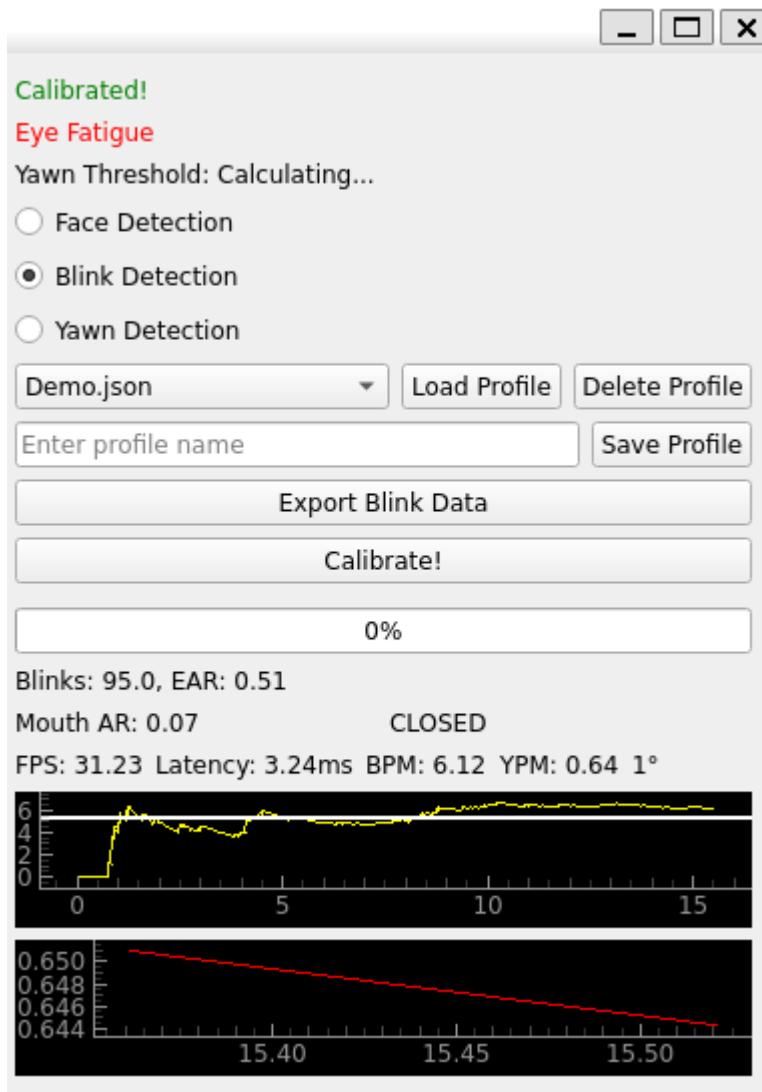 Calibrated!
Eye Fatigue
Yawn Threshold: Calculating...
Face Detection
Blink Detection
Yawn Detection
Demo.json Load Profile Delete Profile
Enter profile name Save Profile
Export Blink Data
Calibrate!
0%
Blinks: 95.0, EAR: 0.51
Mouth AR: 0.07 CLOSED
FPS: 31.23 Latency: 3.24ms BPM: 6.12 YPM: 0.64 1°
6
4
2
0
0 5 10 15
0.650
0.648
0.646
0.644
15.40 15.45 15.50